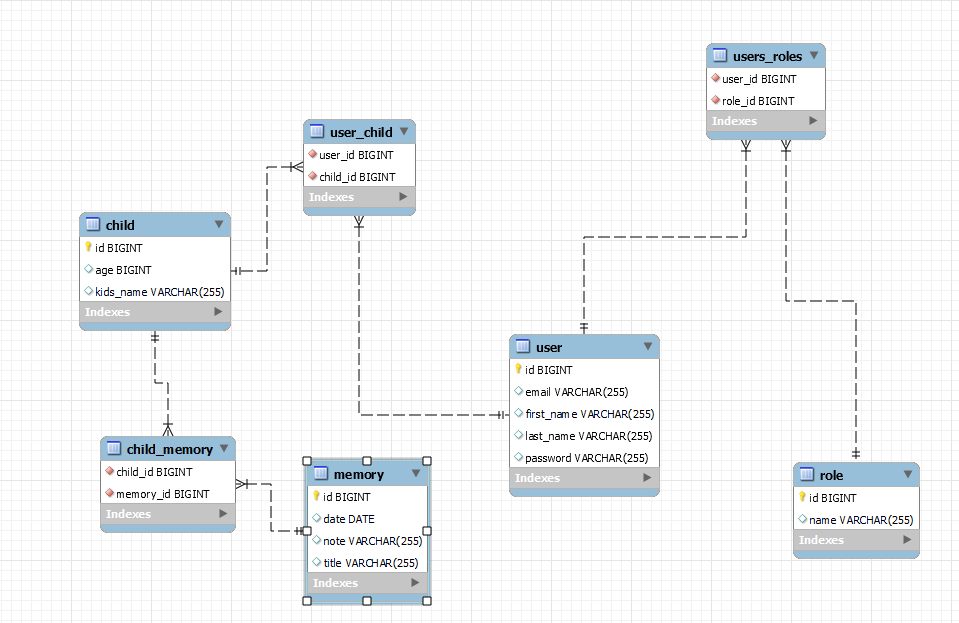 users_roles
user_id BIGINT
role_id BIGINT
Indexes
user_child
user_id BIGINT
child_id BIGINT
Indexes
child
id BIGINT
age BIGINT
kids_name VARCHAR(255)
Indexes
user
id BIGINT
email VARCHAR(255)
first_name VARCHAR(255)
last_name VARCHAR(255)
password VARCHAR(255)
Indexes
child_memory
child_id BIGINT
memory_id BIGINT
Indexes
memory
id BIGINT
date DATE
note VARCHAR(255)
title VARCHAR(255)
Indexes
role
id BIGINT
name VARCHAR(255)
Indexes